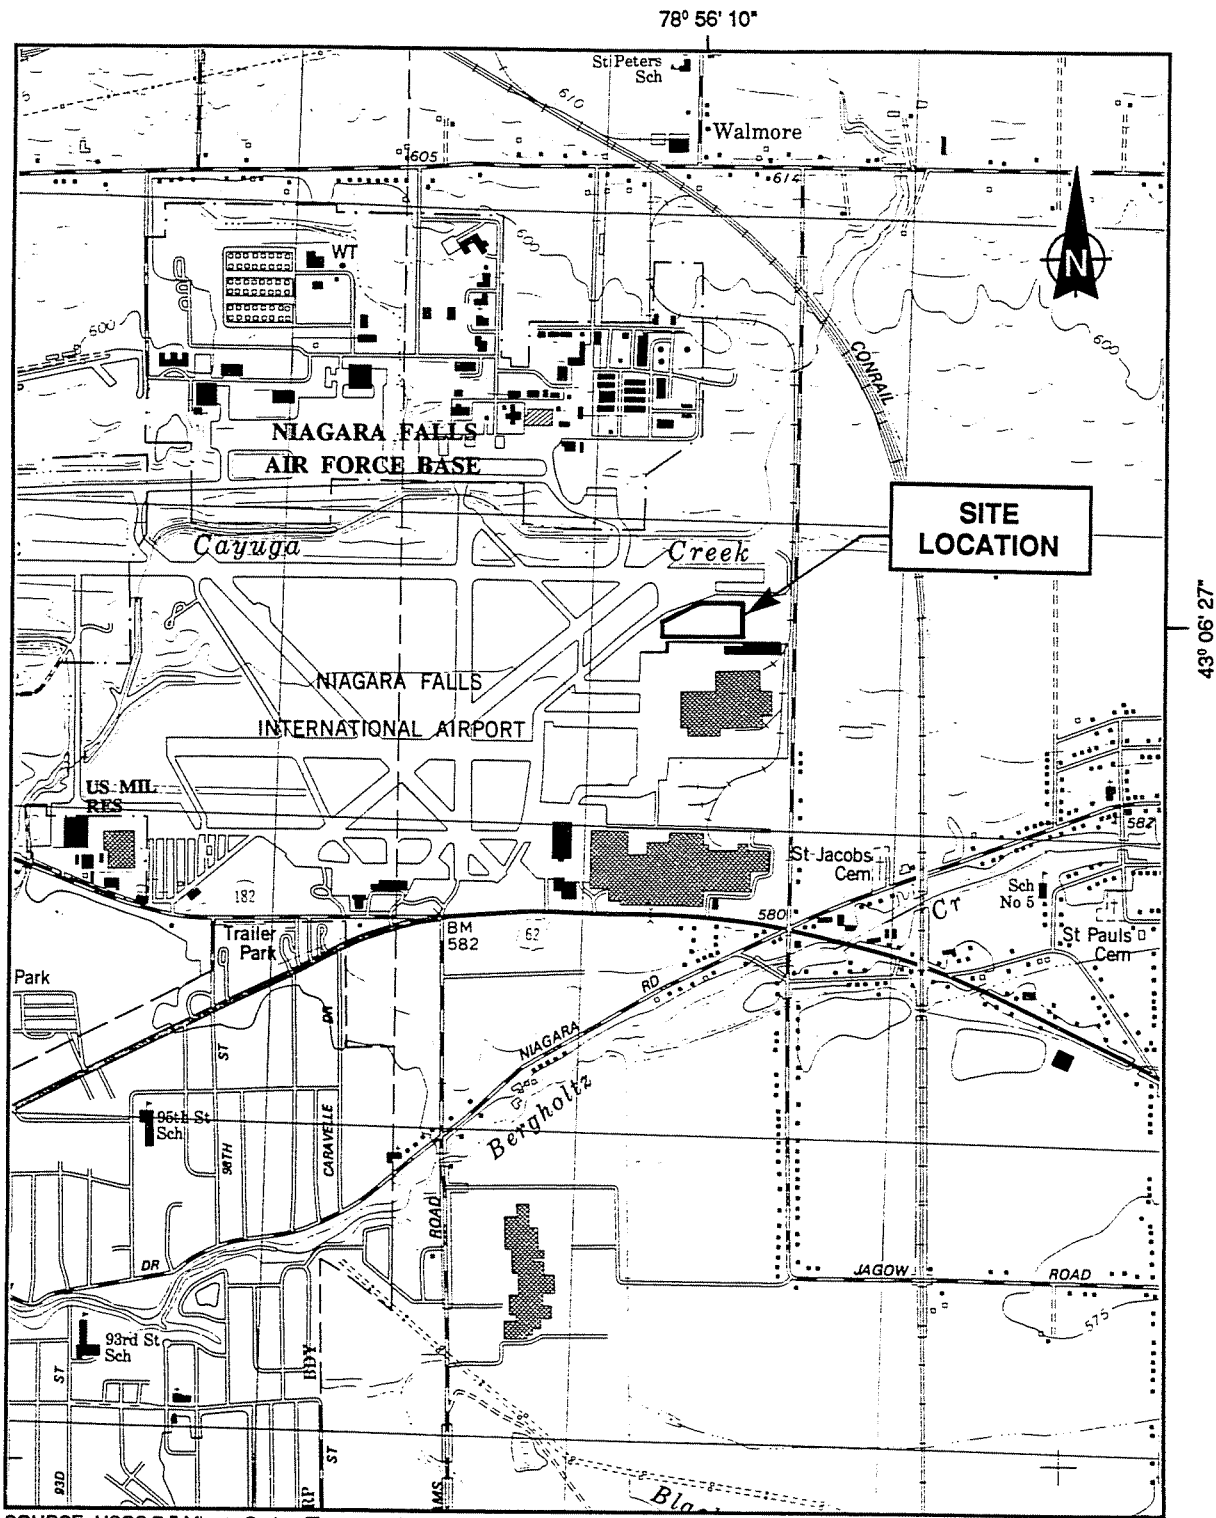 78° 56' 10"
St Peters
Sch
610
Walmore
605
614
WT
600
600
600
CONRAIL
NIAGARA FALLS
AIR FORCE BASE
SITE
LOCATION
Cayuga
Creek
43° 06' 27"
NIAGARA FALLS
INTERNATIONAL AIRPORT
US MIL
RES
582
St Jacobs
Cem
182
Sch
No 5
Cr
580
Trailer
Park
BM
582
62
St Pauls
Cem
Park
RD
NIAGARA
DR
ST
Bergholtz
95th St
Sch
98TH
CARAVELLE
ROAD
DR
JAGOW
ROAD
575
93rd St
Sch
BDY
ST
ST
93D
RP